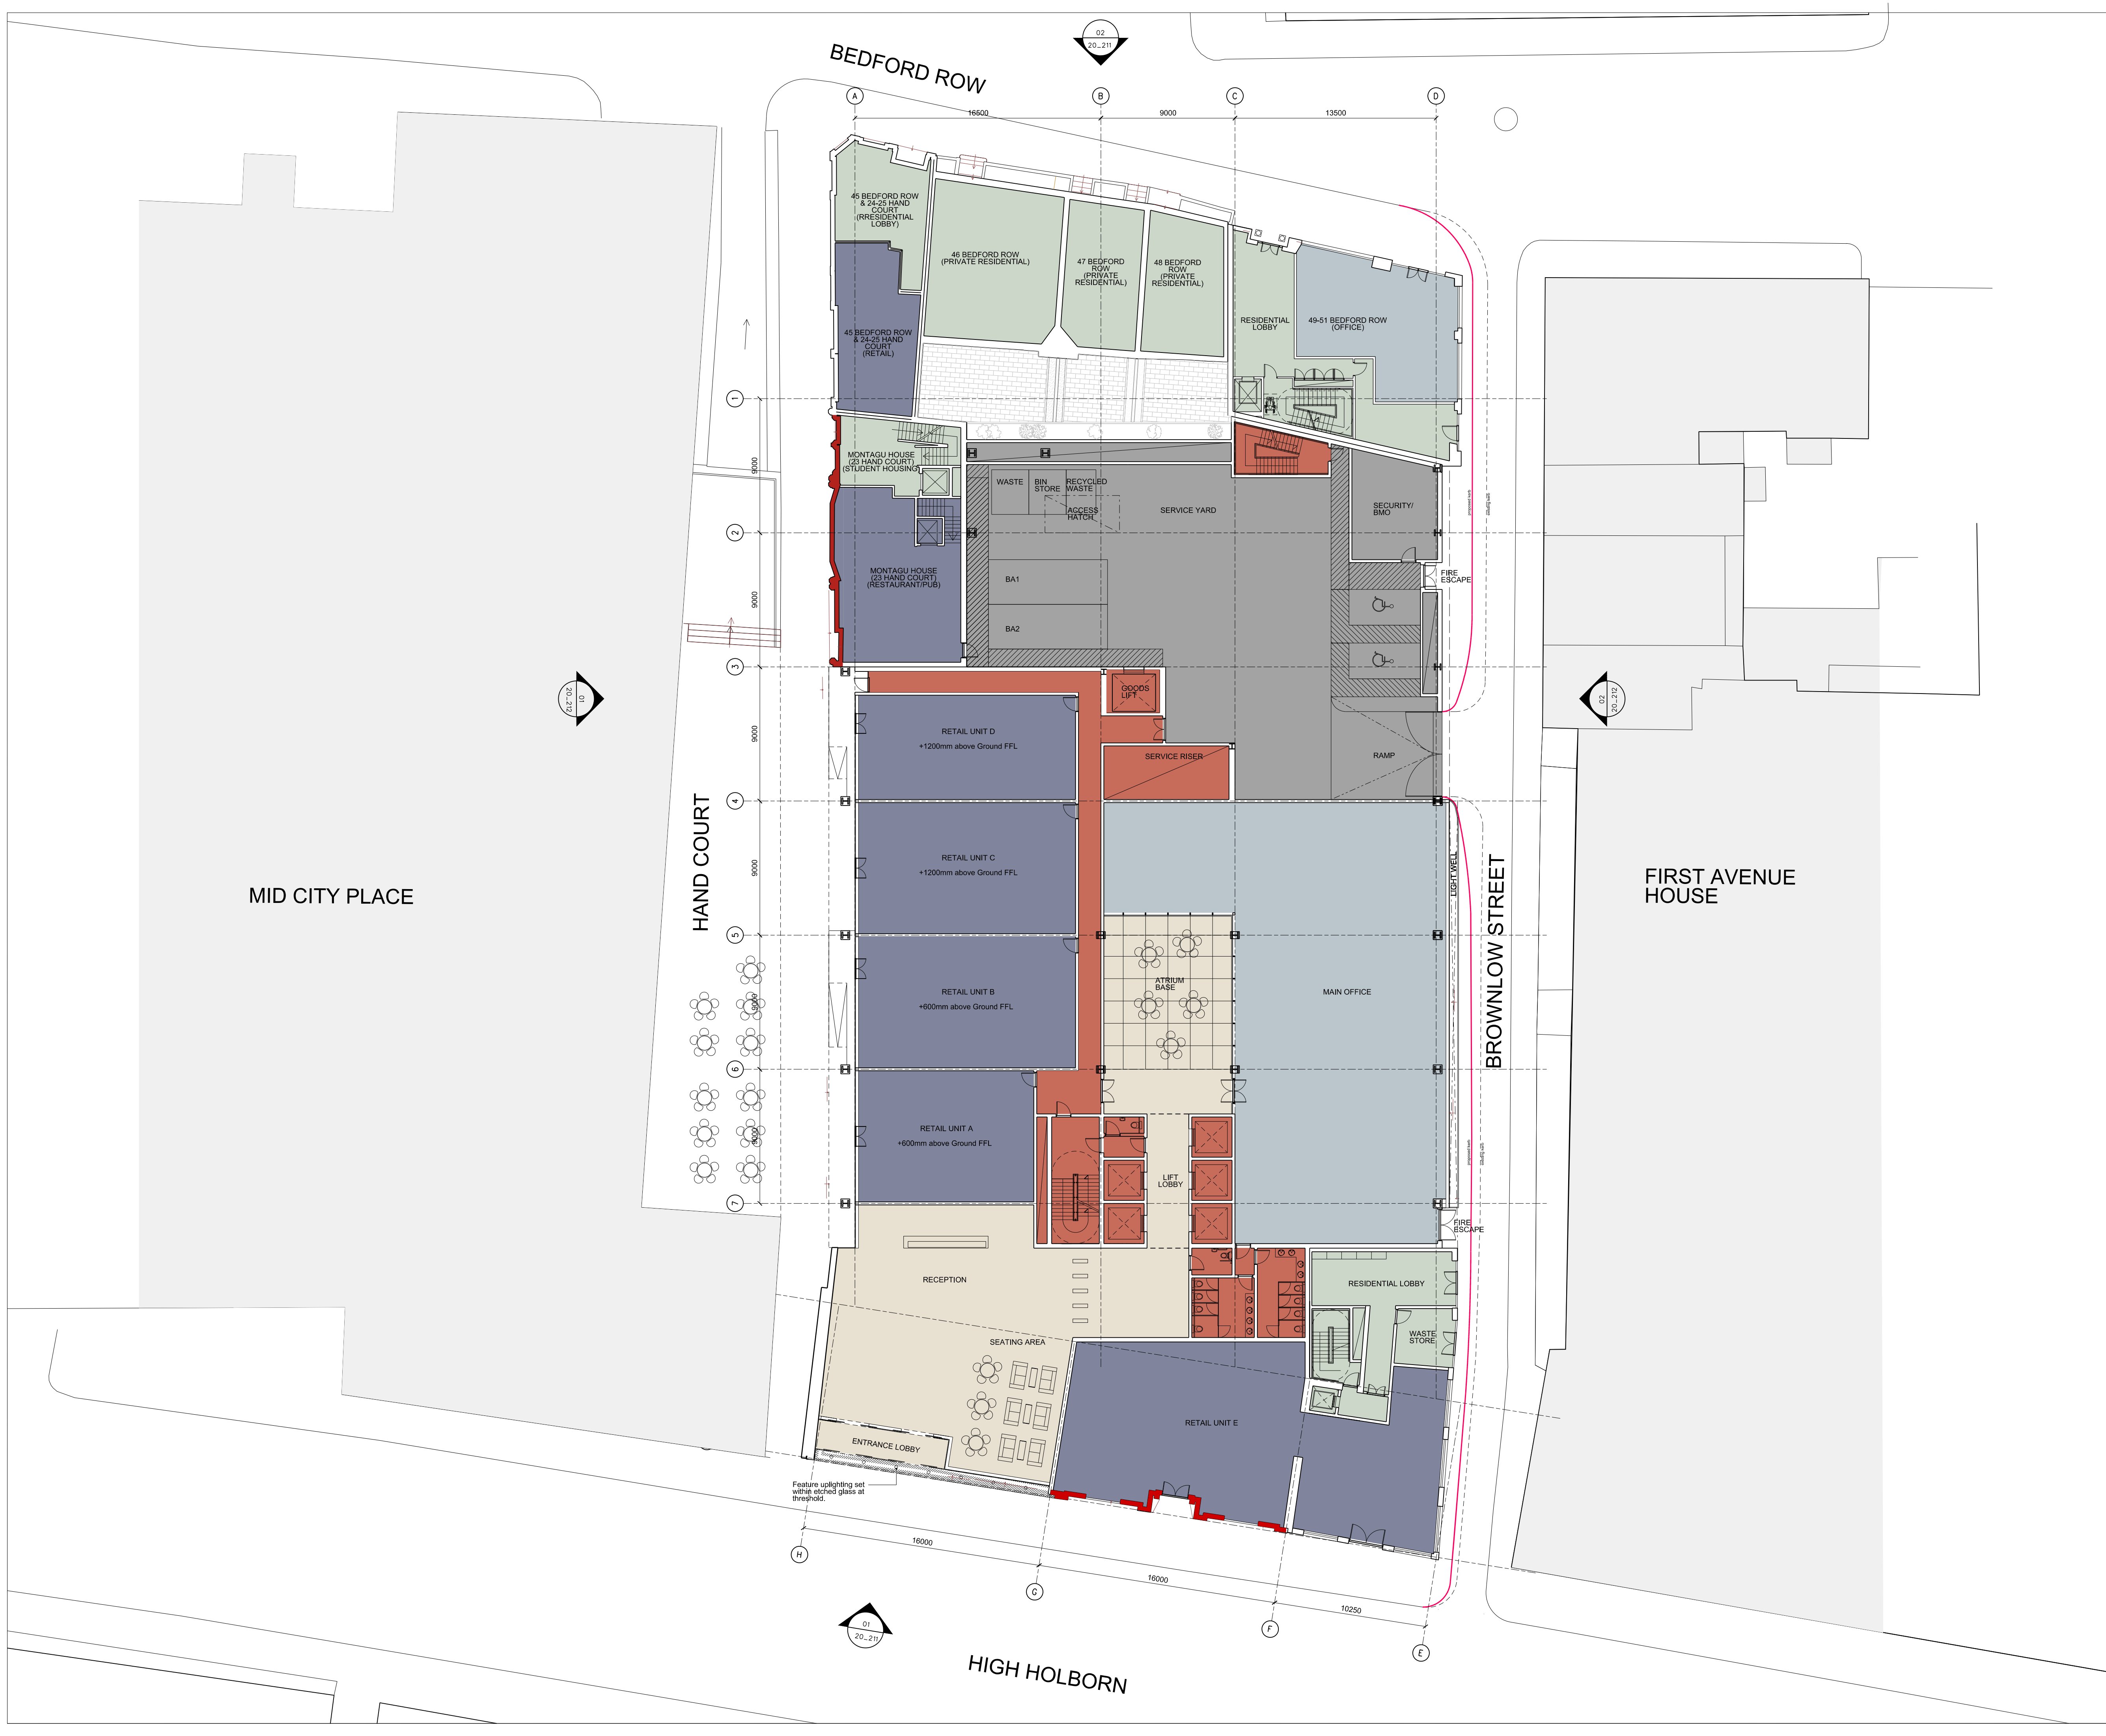 02
20_211
BEDFORD ROW
A
B
C
D
16500
9000
13500
45 BEDFORD ROW
& 24-25 HAND
COURT
(RRESIDENTIAL
LOBBY)
46 BEDFORD ROW
(PRIVATE RESIDENTIAL)
47 BEDFORD
ROW
(PRIVATE
RESIDENTIAL)
48 BEDFORD
ROW
(PRIVATE
RESIDENTIAL)
RESIDENTIAL
LOBBY
49-51 BEDFORD ROW
(OFFICE)
45 BEDFORD ROW
& 24-25 HAND
COURT
(RETAIL)
1
9000
MONTAGU HOUSE
(23 HAND COURT)
(STUDENT HOUSING)
WASTE
BIN
STORE
RECYCLED
WASTE
ACCESS
HATCH
SERVICE YARD
SECURITY/
BMO
2
MONTAGU HOUSE
(23 HAND COURT)
(RESTAURANT/PUB)
BA1
BA2
FIRE
ESCAPE
9000
3
GOODS
LIFT
01
20_212
02
20_212
9000
RETAIL UNIT D
+1200mm above Ground FFL
SERVICE RISER
RAMP
4
HAND COURT
9000
RETAIL UNIT C
+1200mm above Ground FFL
LIGHT WELL
BROWNLOW STREET
MID CITY PLACE
FIRST AVENUE
HOUSE
5
9000
RETAIL UNIT B
+600mm above Ground FFL
ATRIUM
BASE
MAIN OFFICE
6
9000
RETAIL UNIT A
+600mm above Ground FFL
LIFT
LOBBY
7
FIRE
ESCAPE
RECEPTION
RESIDENTIAL LOBBY
SEATING AREA
WASTE
STORE
RETAIL UNIT E
ENTRANCE LOBBY
Feature uplighting set
within etched glass at
threshold.
16000
16000
10250
H
G
F
E
01
20_211
HIGH HOLBORN